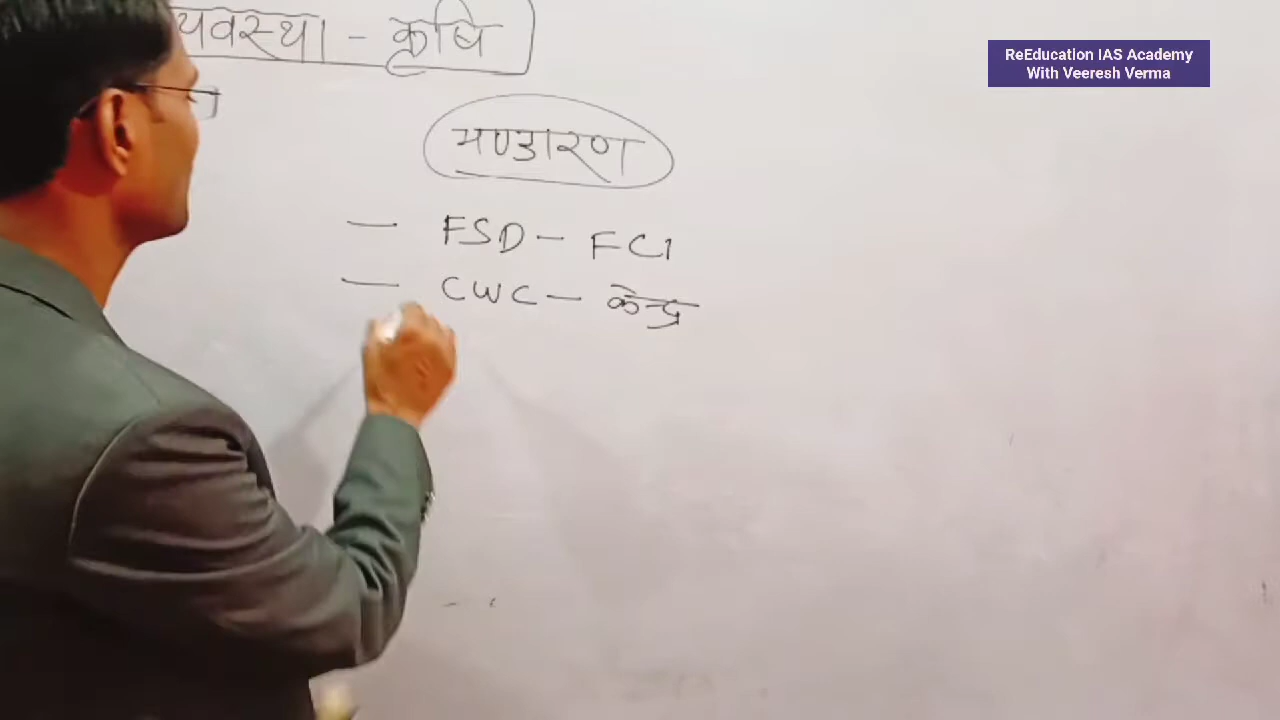 यवस्था - कृषि
ReEducation IAS Academy
With Veeresh Verma
भण्डारण
— FSD - FCI
— CWC - केन्द्र